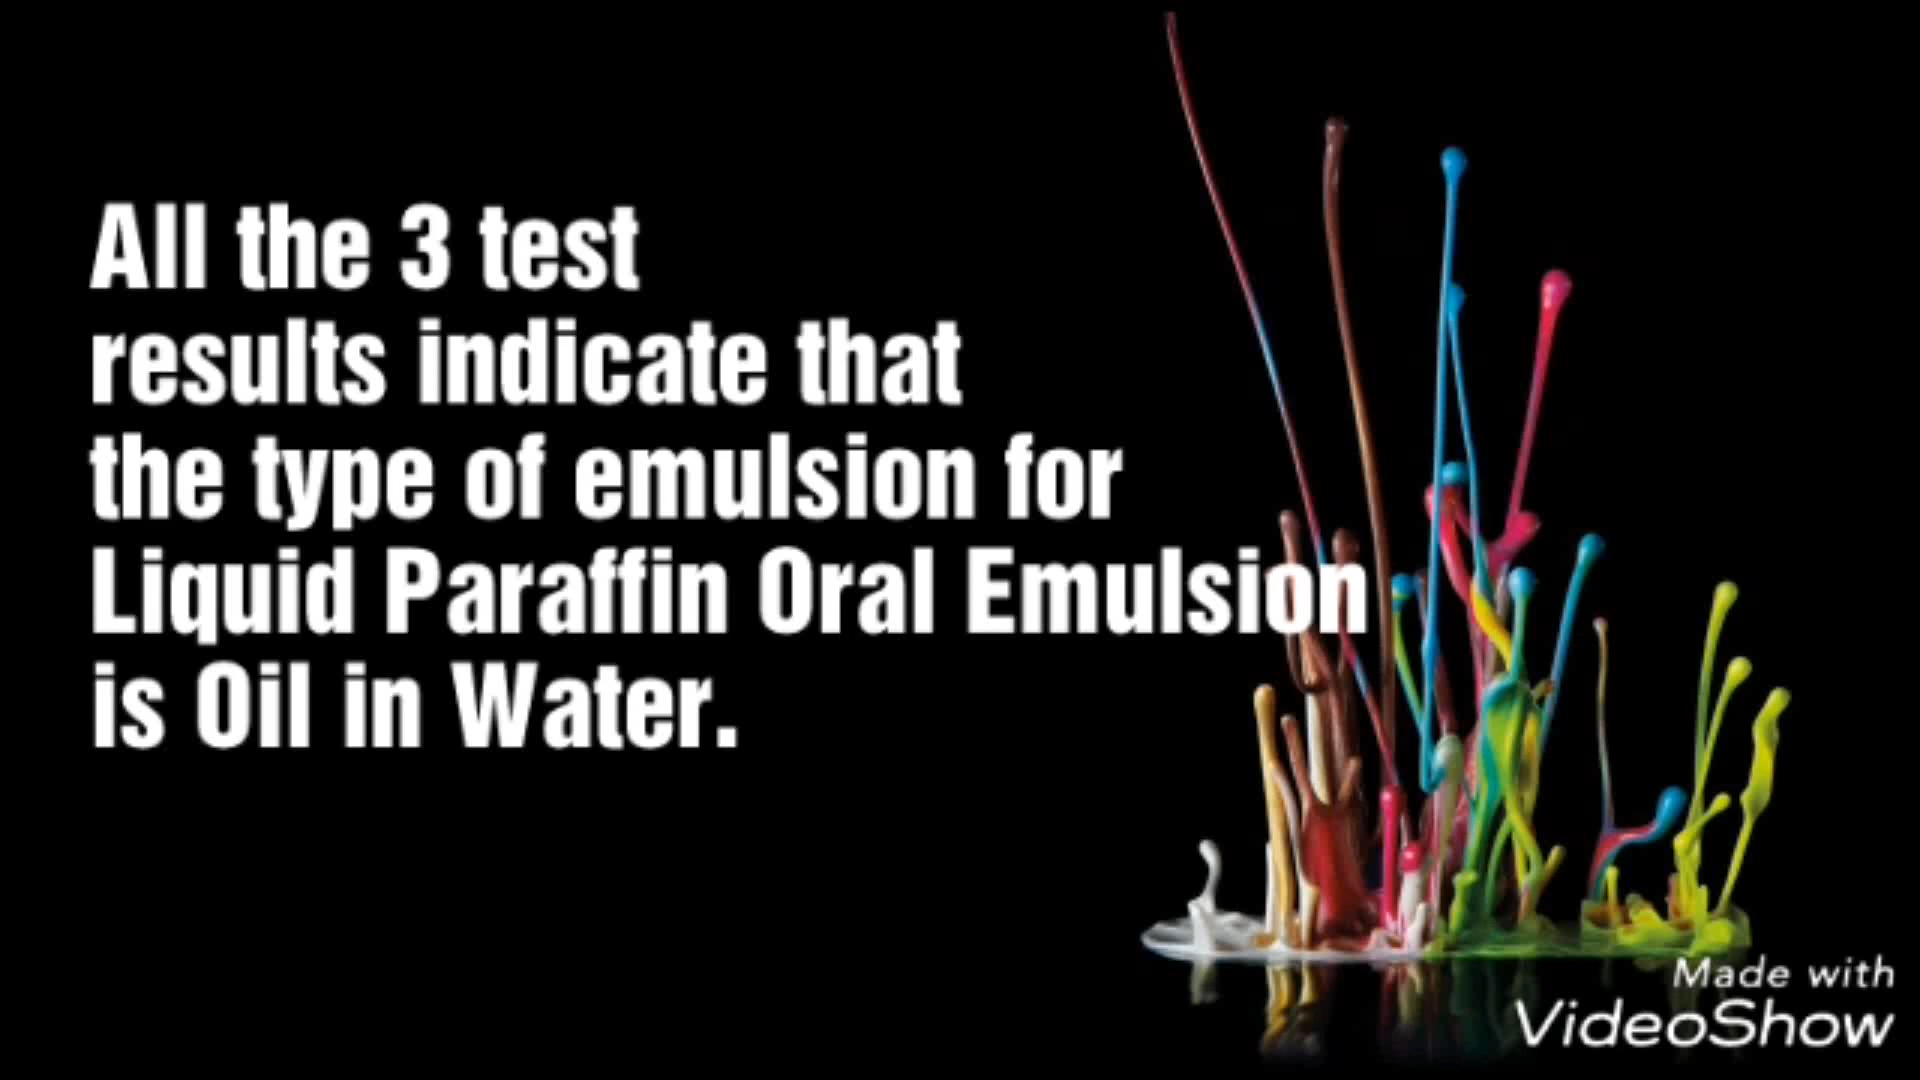 All the 3 test
results indicate that
the type of emulsion for
Liquid Paraffin Oral Emulsion
is Oil in Water.
Made with
VideoShow